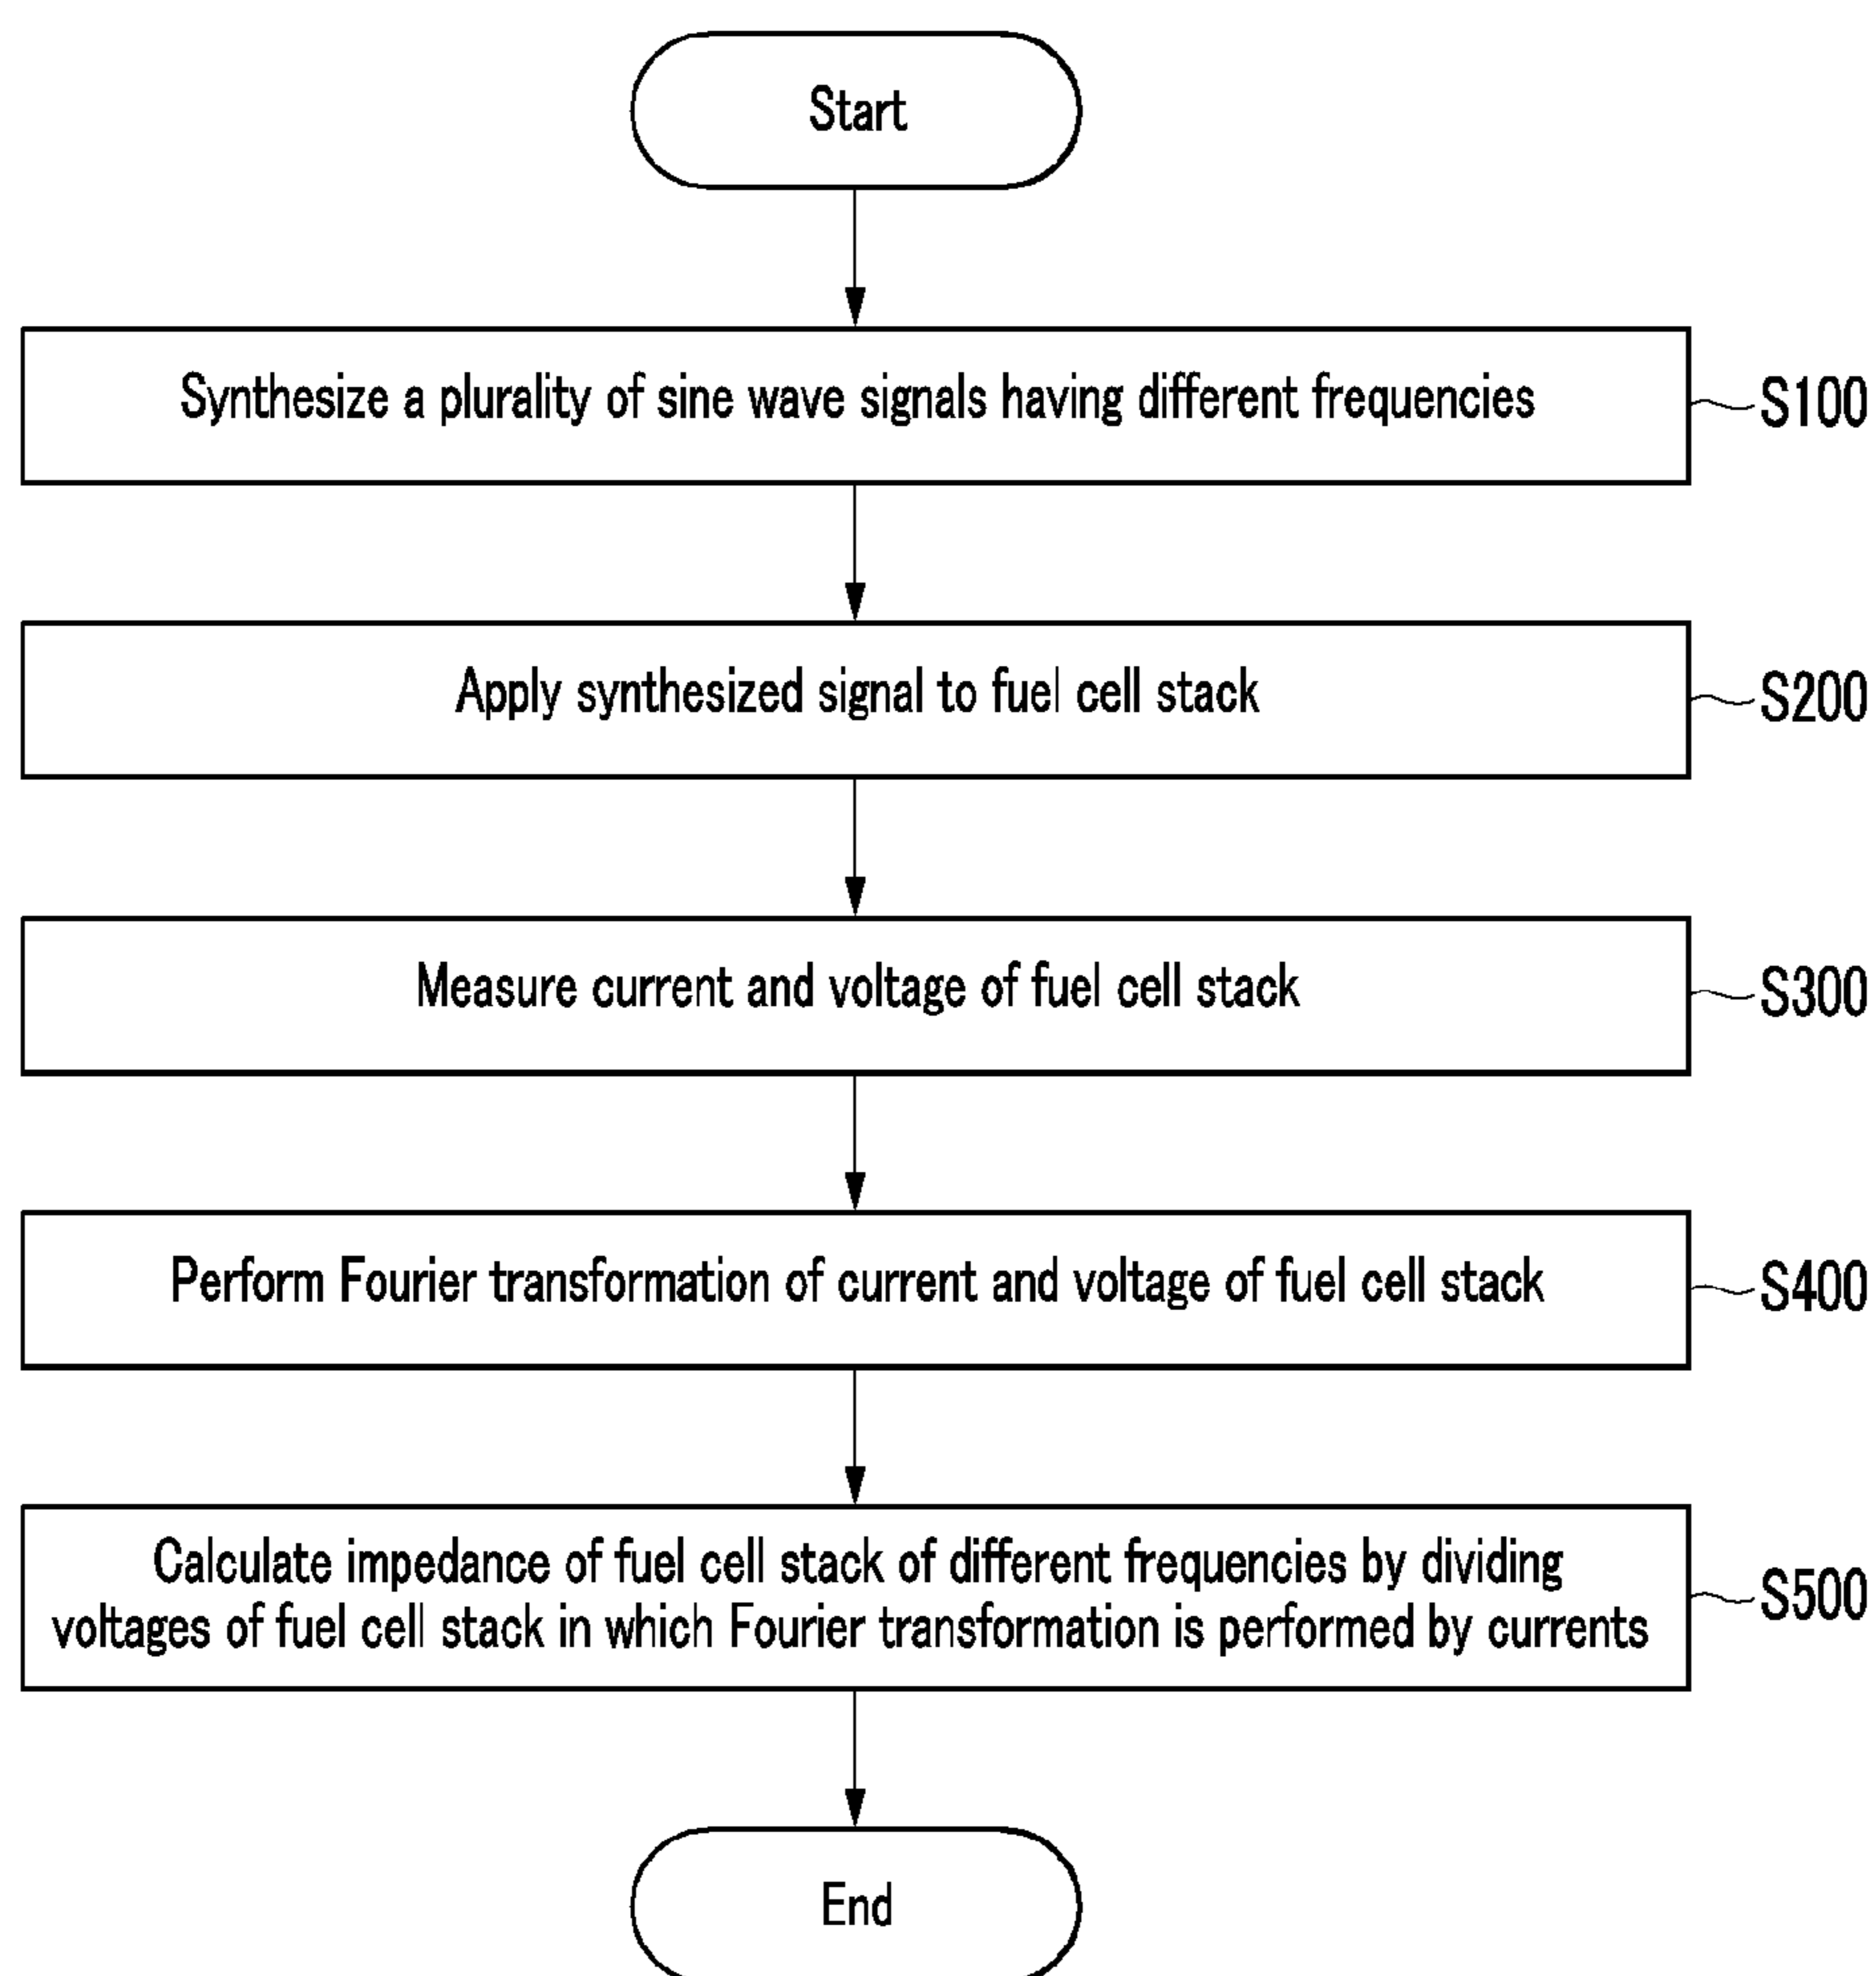 Start
Synthesize a plurality of sine wave signals having different frequencies
S100
Apply synthesized signal to fuel cell stack
S200
Measure current and voltage of fuel cell stack
S300
Perform Fourier transformation of current and voltage of fuel cell stack
S400
Calculate impedance of fuel cell stack of different frequencies by dividing
voltages of fuel cell stack in which Fourier transformation is performed by currents
S500
End